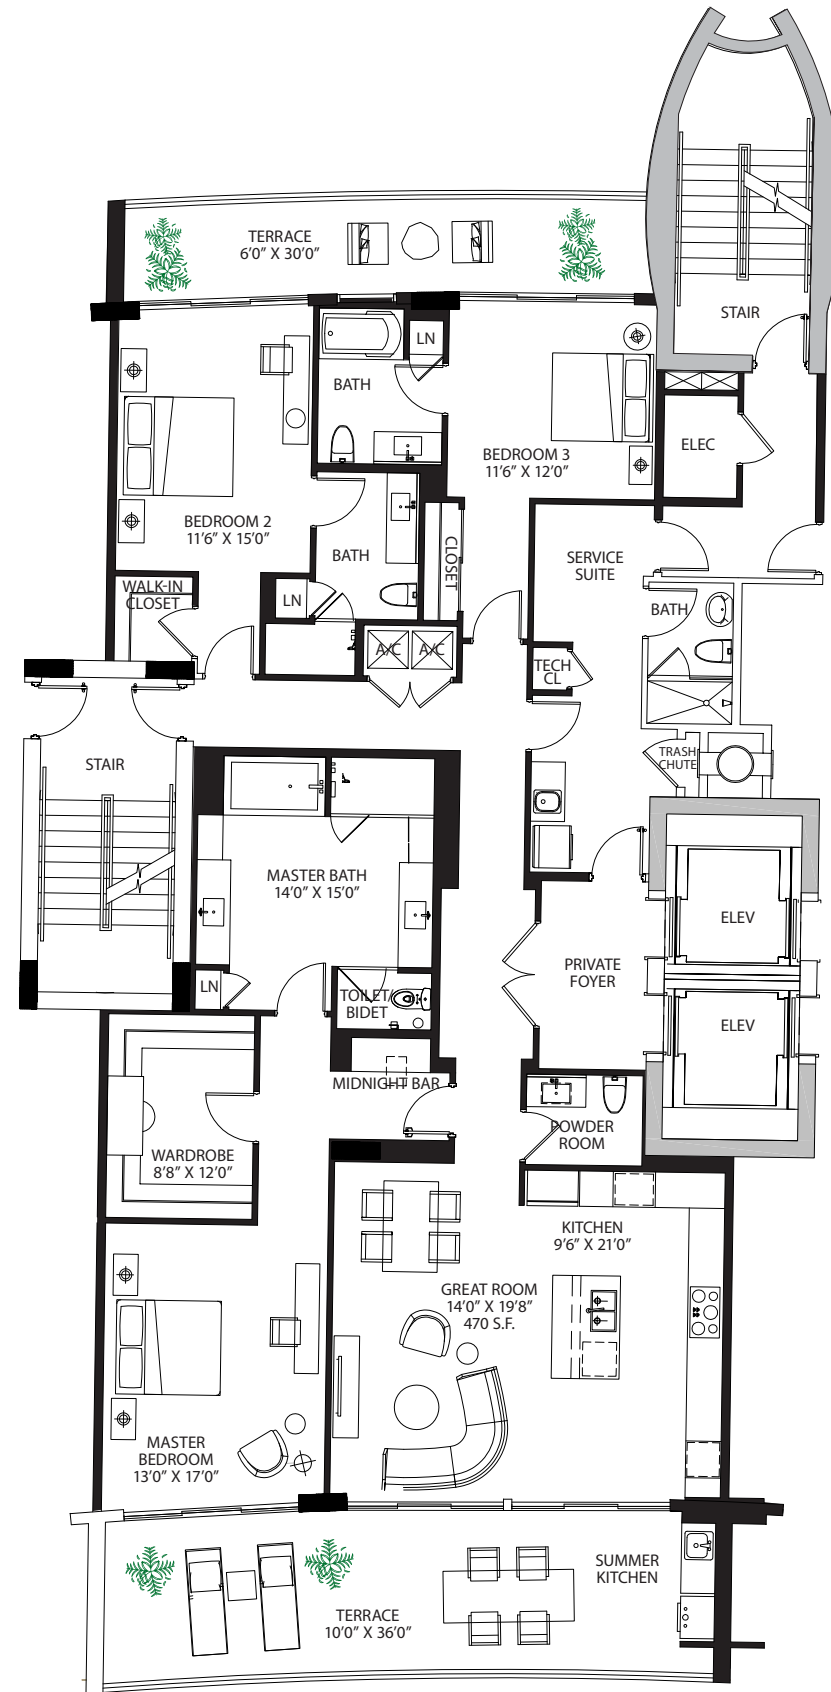 TERRACE
6'0" X 30'0"
STAIR
LN
BATH
ELEC
BEDROOM 3
11'6" X 12'0"
BEDROOM 2
11'6" X 15'0"
CLOSET
BATH
SERVICE
SUITE
WALK-IN
CLOSET
LN
BATH
A/C
A/C
TECH
CL
STAIR
TRASH
CHUTE
MASTER BATH
14'0" X 15'0"
ELEV
PRIVATE
FOYER
LN
TOILET/
BIDET
ELEV
MIDNIGHT BAR
POWDER
ROOM
WARDROBE
8'8" X 12'0"
KITCHEN
9'6" X 21'0"
GREAT ROOM
14'0" X 19'8"
470 S.F.
MASTER
BEDROOM
13'0" X 17'0"
SUMMER
KITCHEN
TERRACE
10'0" X 36'0"